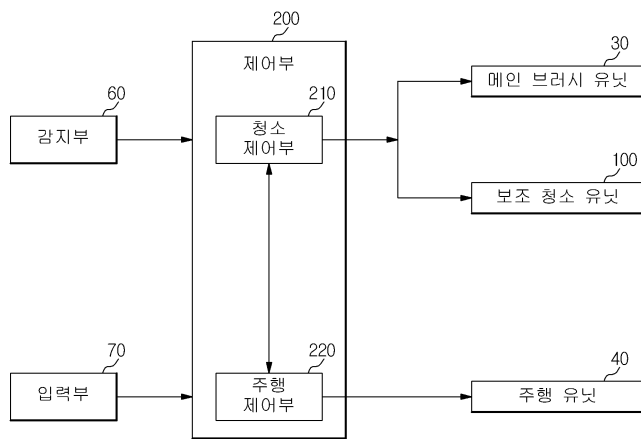 200
제어부
60
감지부
210
청소
제어부
30
메인 브러시 유닛
100
보조 청소 유닛
70
입력부
220
주행
제어부
40
주행 유닛